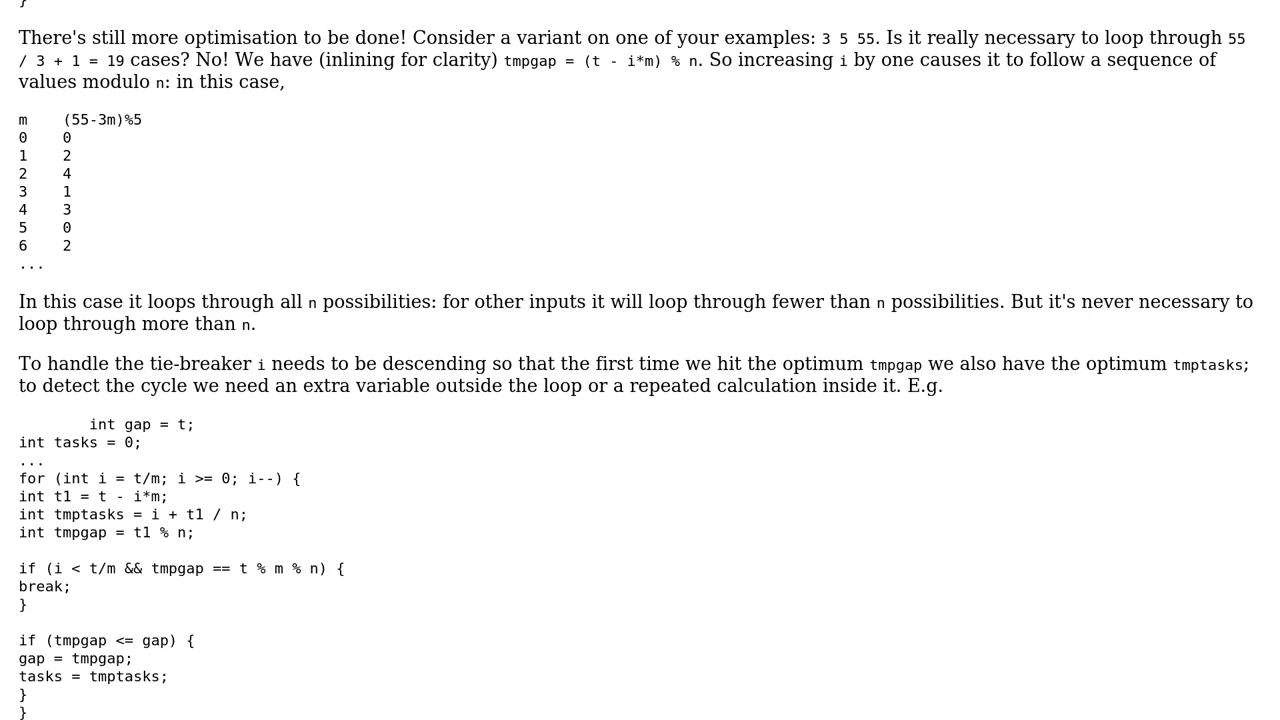 }
There's still more optimisation to be done! Consider a variant on one of your examples: 3 5 55. Is it really necessary to loop through 55
/ 3 + 1 = 19 cases? No! We have (inlining for clarity) tmpgap = (t - i*m) % n. So increasing i by one causes it to follow a sequence of
values modulo n: in this case,
m    (55-3m)%5
0    0
1    2
2    4
3    1
4    3
5    0
6    2
...
In this case it loops through all n possibilities: for other inputs it will loop through fewer than n possibilities. But it's never necessary to
loop through more than n.
To handle the tie-breaker i needs to be descending so that the first time we hit the optimum tmpgap we also have the optimum tmptasks;
to detect the cycle we need an extra variable outside the loop or a repeated calculation inside it. E.g.
        int gap = t;
int tasks = 0;
...
for (int i = t/m; i >= 0; i--) {
int t1 = t - i*m;
int tmptasks = i + t1 / n;
int tmpgap = t1 % n;
if (i < t/m && tmpgap == t % m % n) {
break;
}
if (tmpgap <= gap) {
gap = tmpgap;
tasks = tmptasks;
}
}